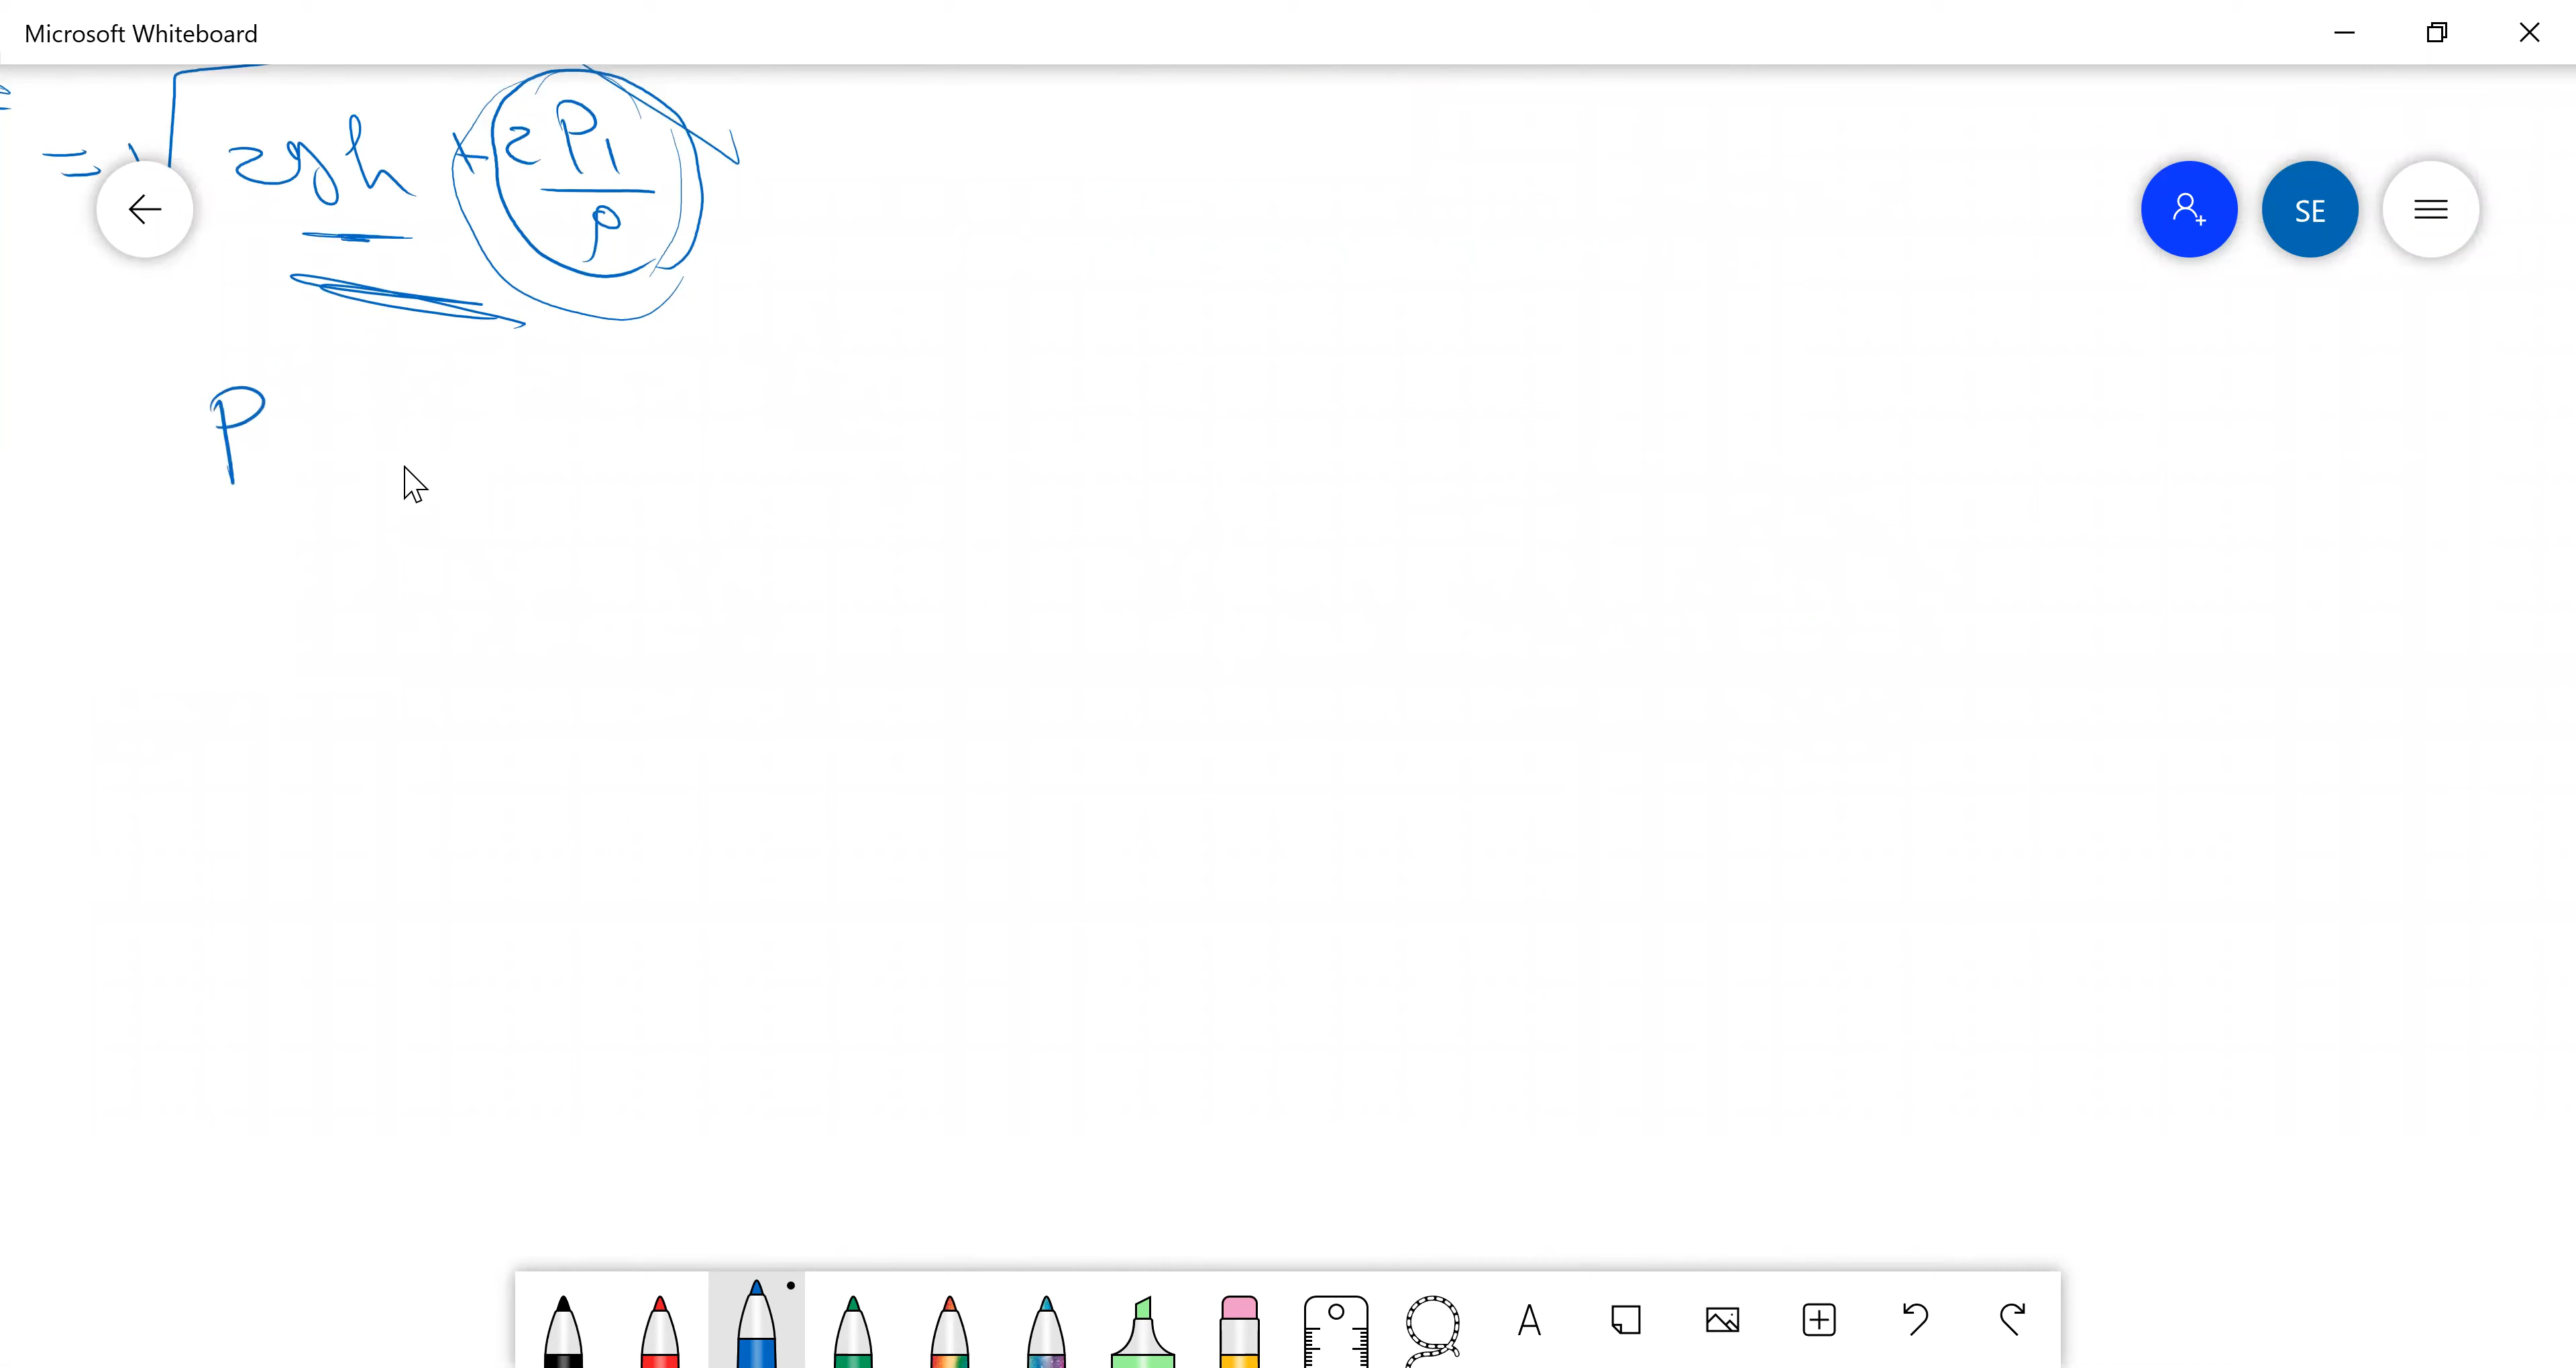 Microsoft Whiteboard
= √ 2gh + 2P₁/ρ
SE
P
A